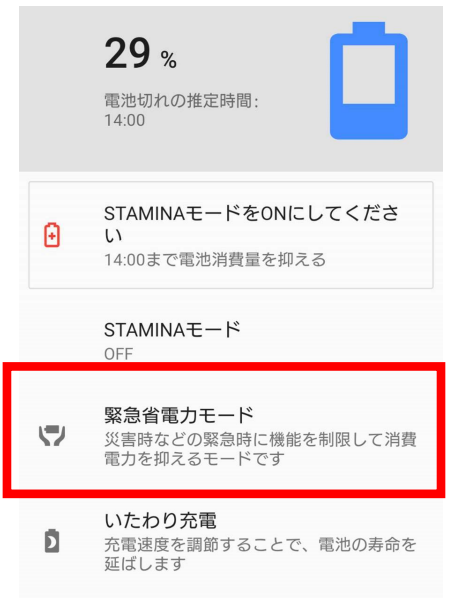 29 %
電池切れの推定時間:
14:00
STAMINAモードをONにしてくださ
い
14:00まで電池消費量を抑える
STAMINAモード
OFF
緊急省電力モード
災害時などの緊急時に機能を制限して消費
電力を抑えるモードです
いたわり充電
充電速度を調節することで、電池の寿命を
延ばします